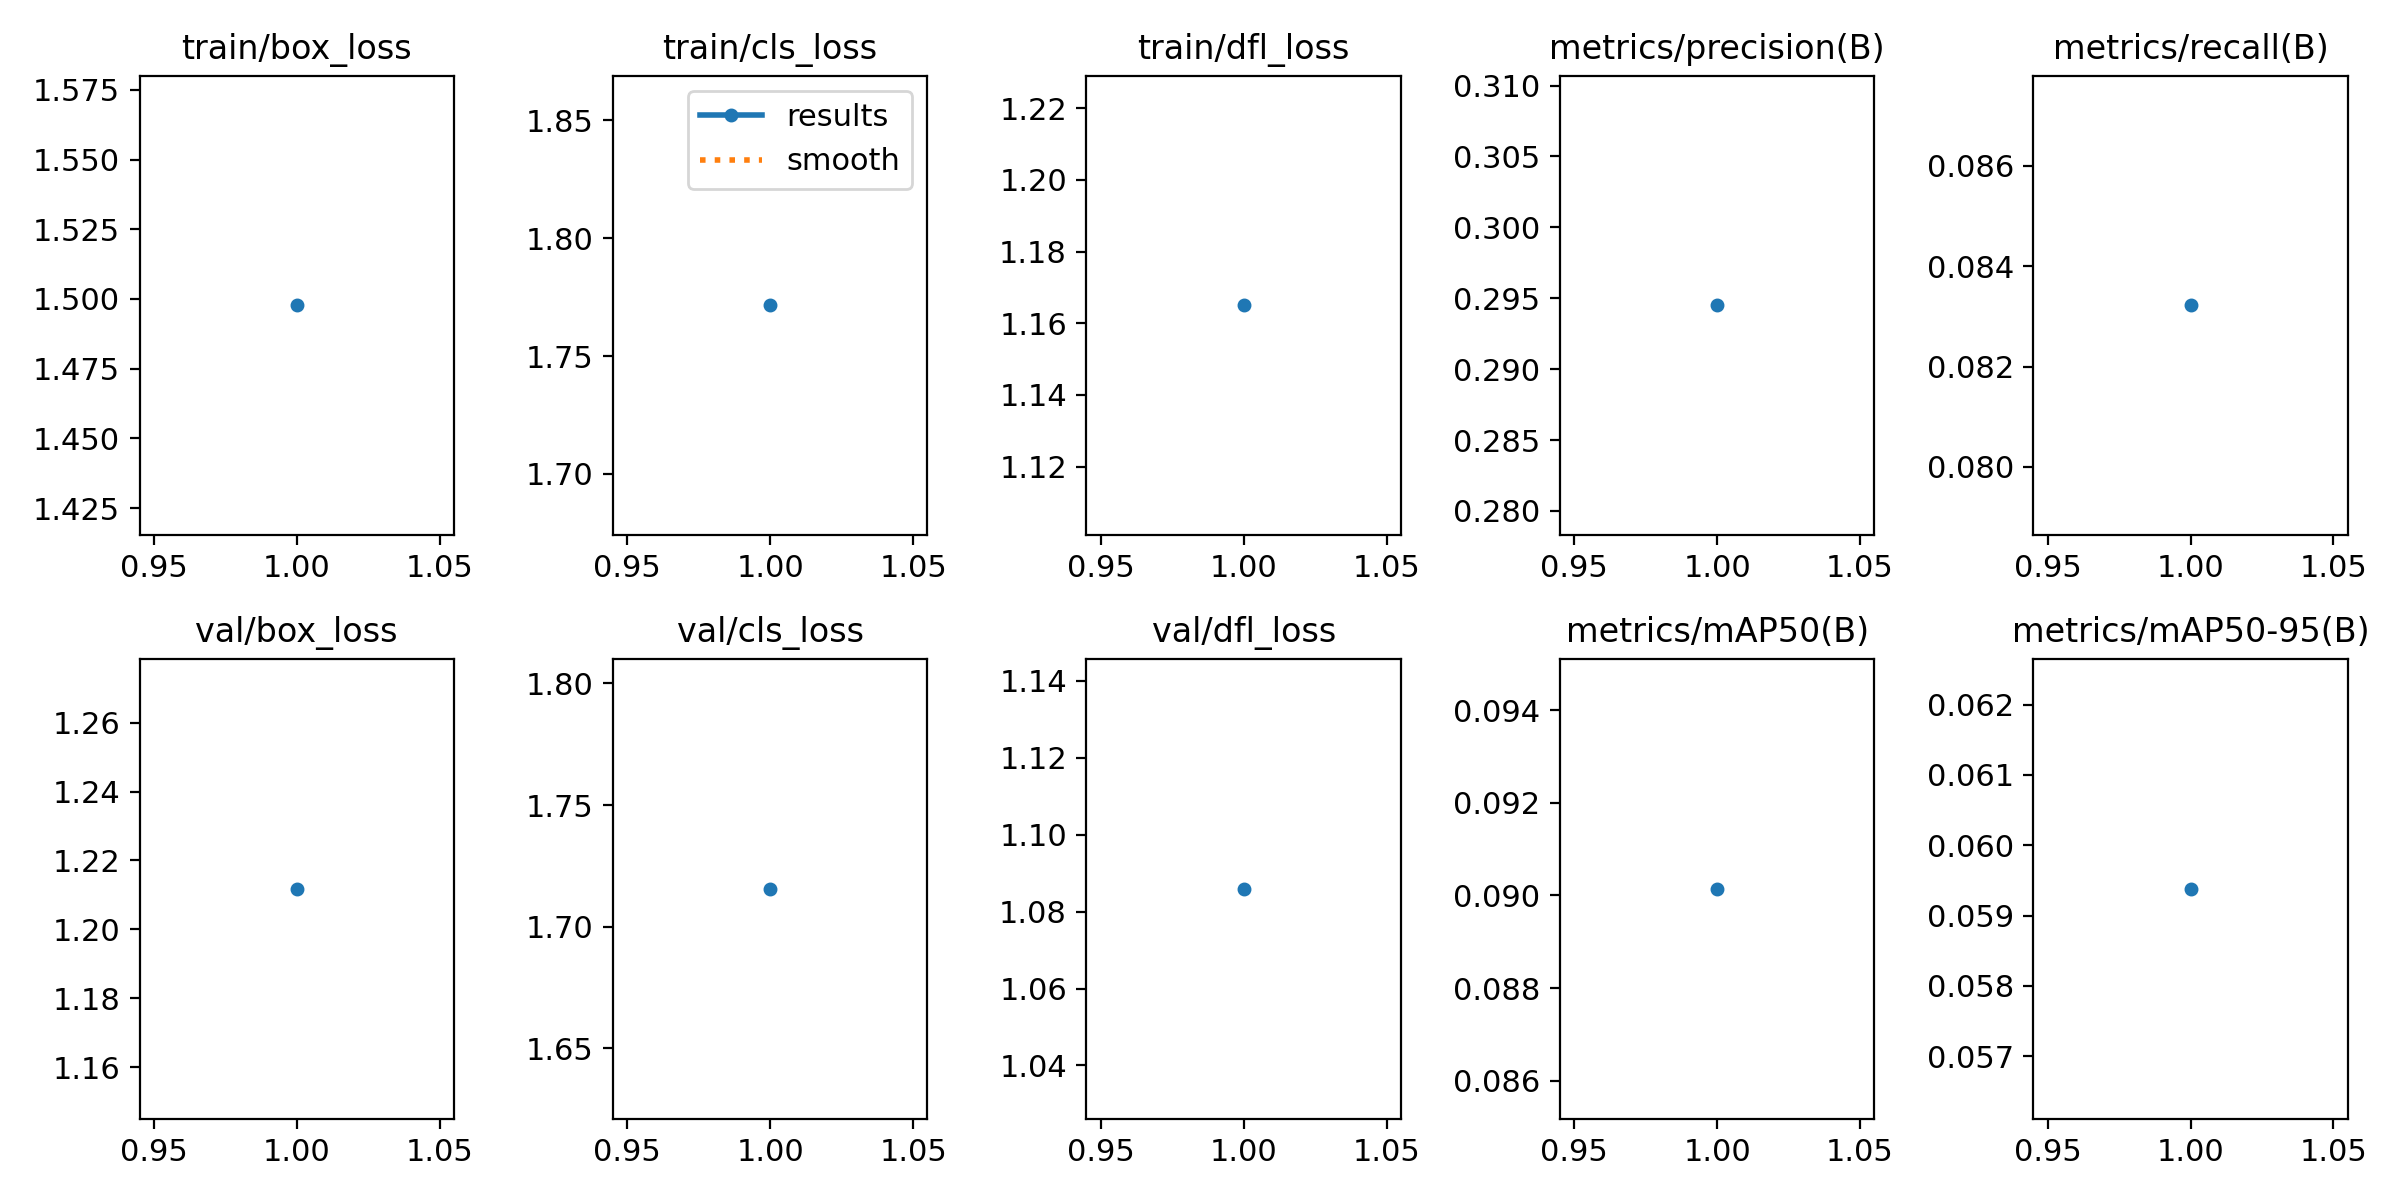 train/box_loss
1.575
1.550
1.525
1.500
1.475
1.450
1.425
0.95 1.00 1.05
train/cls_loss
results
smooth
1.85
1.80
1.75
1.70
0.95 1.00 1.05
train/dfl_loss
1.22
1.20
1.18
1.16
1.14
1.12
0.95 1.00 1.05
metrics/precision(B)
0.310
0.305
0.300
0.295
0.290
0.285
0.280
0.95 1.00 1.05
metrics/recall(B)
0.086
0.084
0.082
0.080
0.95 1.00 1.05
val/box_loss
1.26
1.24
1.22
1.20
1.18
1.16
0.95 1.00 1.05
val/cls_loss
1.80
1.75
1.70
1.65
0.95 1.00 1.05
val/dfl_loss
1.14
1.12
1.10
1.08
1.06
1.04
0.95 1.00 1.05
metrics/mAP50(B)
0.094
0.092
0.090
0.088
0.086
0.95 1.00 1.05
metrics/mAP50-95(B)
0.062
0.061
0.060
0.059
0.058
0.057
0.95 1.00 1.05